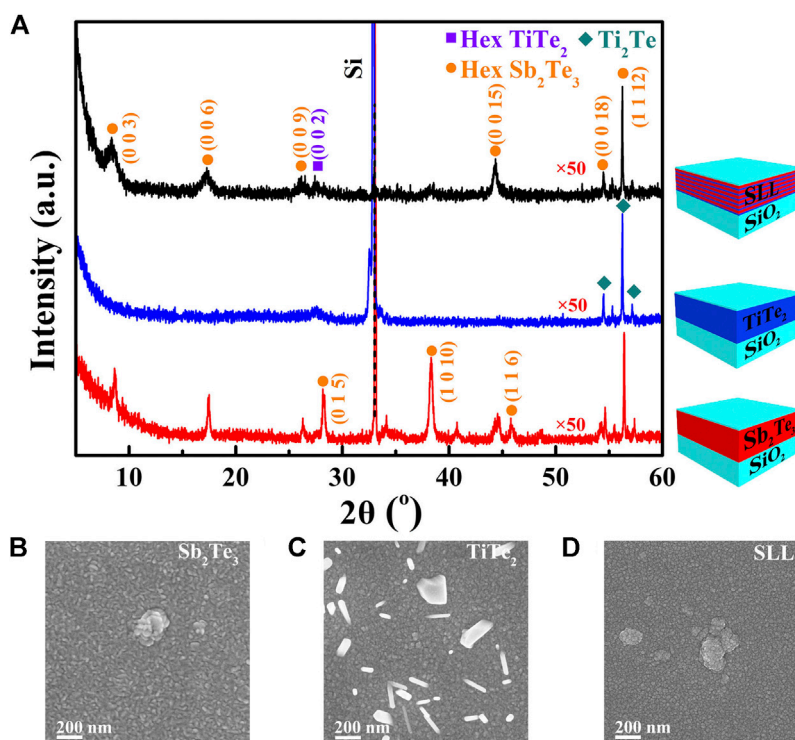 A
Si
■ Hex TiTe₂ ◆ Ti₂Te
● Hex Sb₂Te₃
(0 0 3)
(0 0 6)
(0 0 9)
(0 0 2)
(0 0 15)
(0 0 18)
(1 1 12)
×50
×50
(0 1 5)
(1 0 10)
(1 1 6)
×50
Intensity (a.u.)
10 20 30 40 50 60
2θ (°)
SLL
SiO₂
TiTe₂
SiO₂
Sb₂Te₃
SiO₂
B
Sb₂Te₃
200 nm
C
TiTe₂
200 nm
D
SLL
200 nm